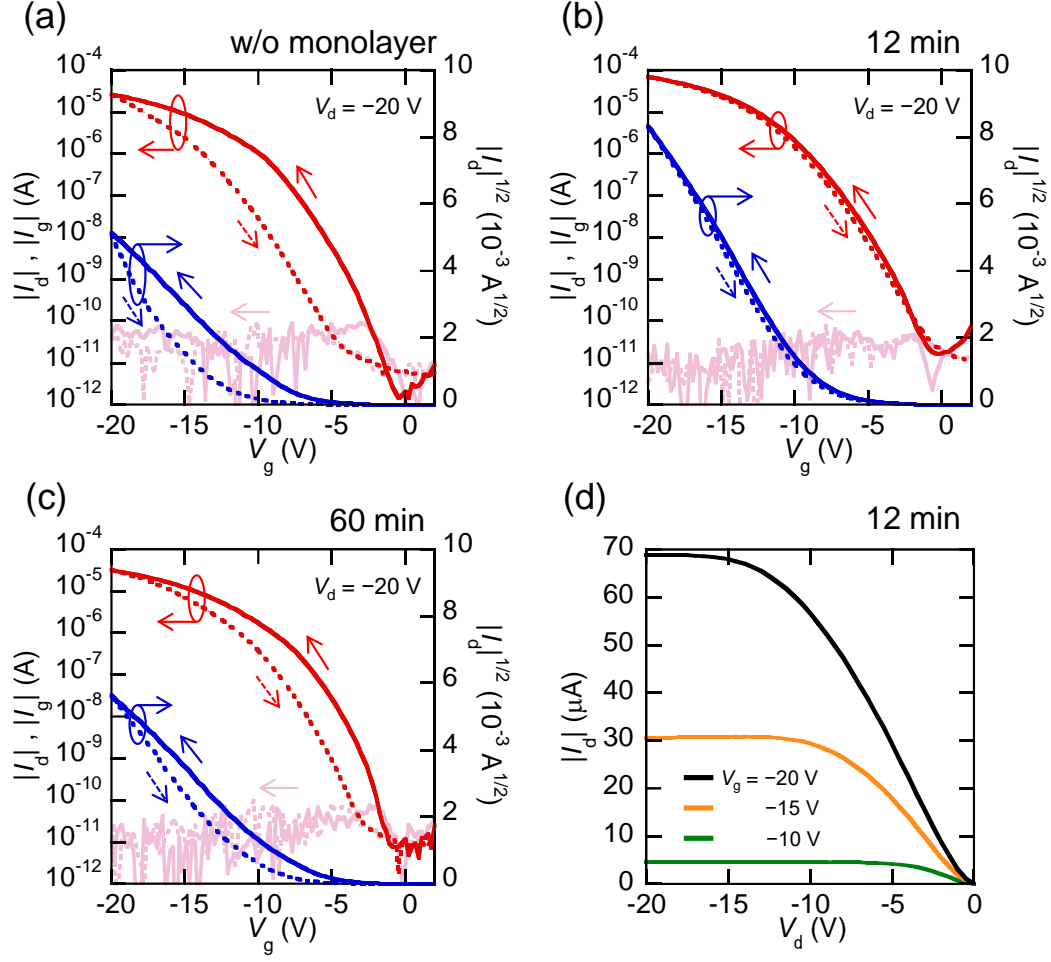 (a)
w/o monolayer
10⁻⁴
10⁻⁵
10⁻⁶
10⁻⁷
10⁻⁸
10⁻⁹
10⁻¹⁰
10⁻¹¹
10⁻¹²
|I_d| , |I_g| (A)
V_d = −20 V
10
8
6
4
2
0
|I_d|^1/2 (10⁻³ A^1/2)
-20 -15 -10 -5 0
V_g (V)
(b)
12 min
10⁻⁴
10⁻⁵
10⁻⁶
10⁻⁷
10⁻⁸
10⁻⁹
10⁻¹⁰
10⁻¹¹
10⁻¹²
|I_d| , |I_g| (A)
V_d = −20 V
10
8
6
4
2
0
|I_d|^1/2 (10⁻³ A^1/2)
-20 -15 -10 -5 0
V_g (V)
(c)
60 min
10⁻⁴
10⁻⁵
10⁻⁶
10⁻⁷
10⁻⁸
10⁻⁹
10⁻¹⁰
10⁻¹¹
10⁻¹²
|I_d| , |I_g| (A)
V_d = −20 V
10
8
6
4
2
0
|I_d|^1/2 (10⁻³ A^1/2)
-20 -15 -10 -5 0
V_g (V)
(d)
12 min
70
60
50
40
30
20
10
0
|I_d| (µA)
V_g = −20 V
−15 V
−10 V
-20 -15 -10 -5 0
V_d (V)